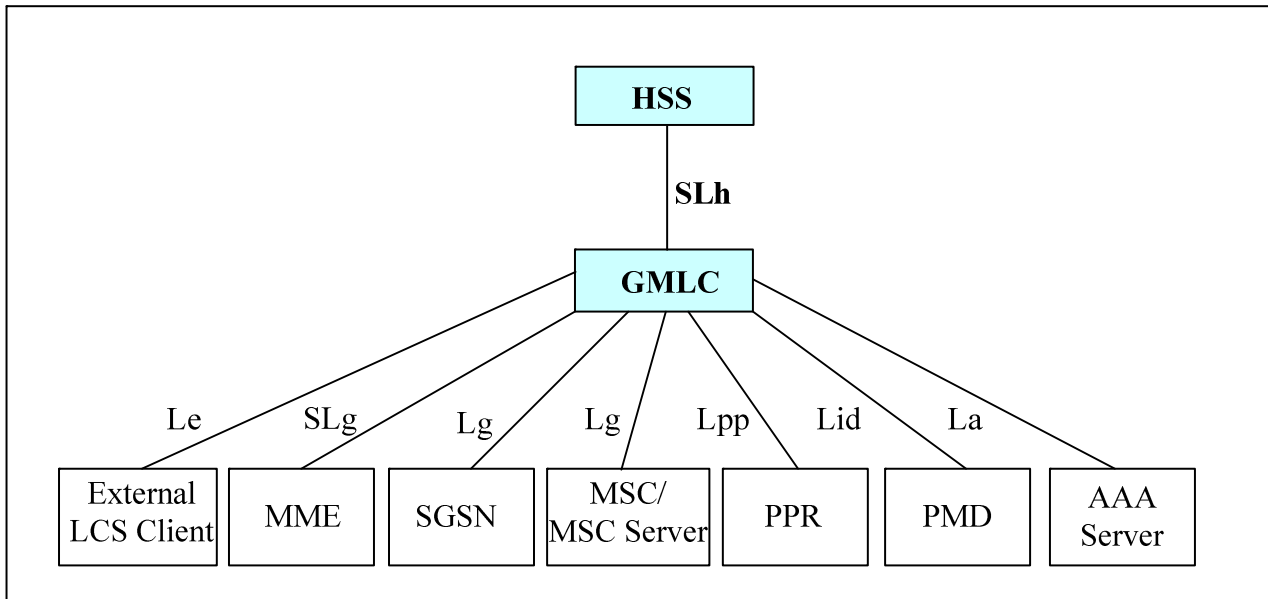 HSS
SLh
GMLC
Le
SLg
Lg
Lg
Lpp
Lid
La
External
LCS Client
MME
SGSN
MSC/
MSC Server
PPR
PMD
AAA
Server